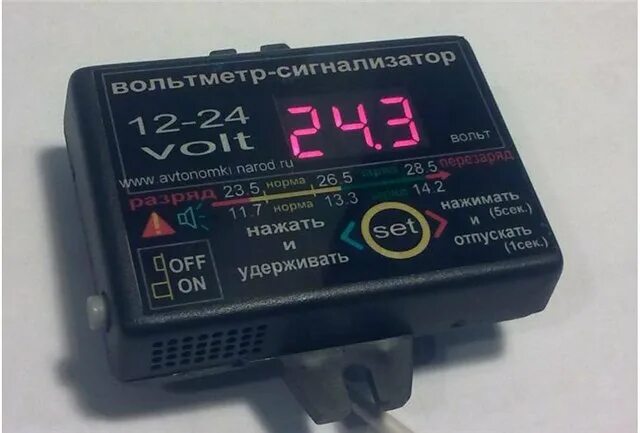 вольтметр-сигнализатор
12-24 volt
24.3
вольт
www.avtonomki.narod.ru
разряд 23.5 норма 26.5 28.5 перезаряд
11.7 норма 13.3 14.2
нажать и удерживать
set
нажимать и (5сек.)
отпускать (1сек.)
OFF
ON